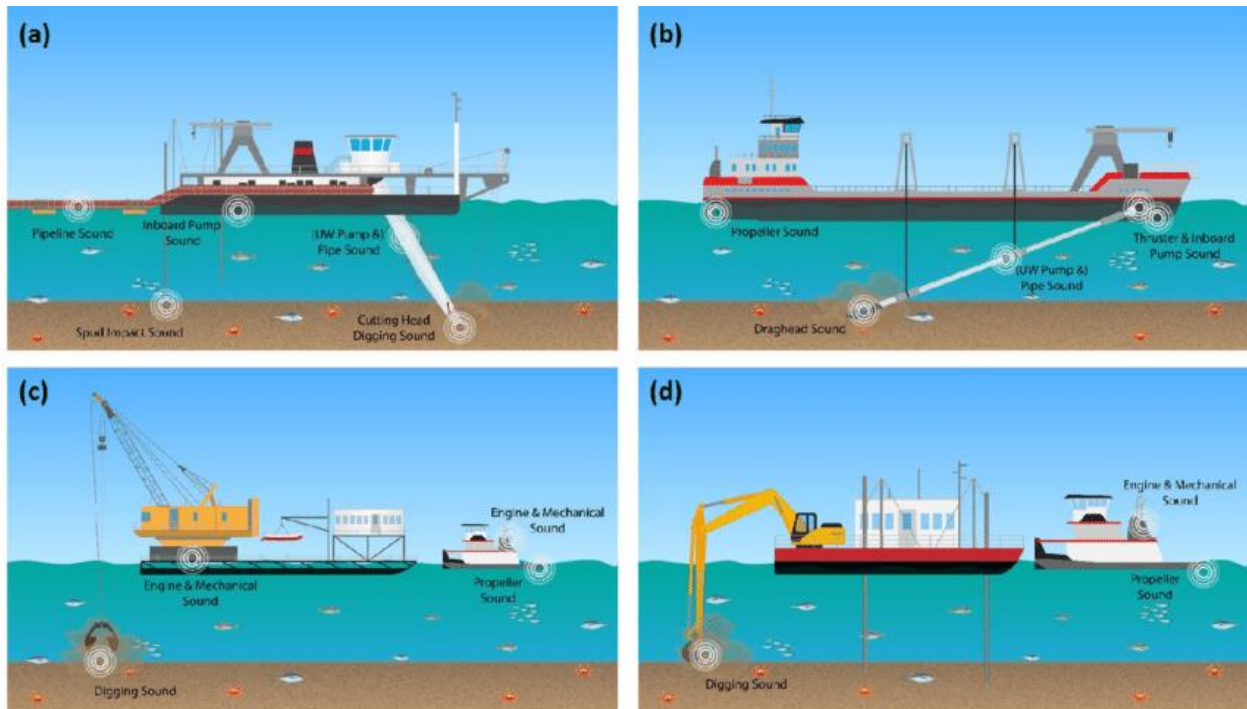 (a)
Pipeline Sound
Inboard Pump
Sound
(UW Pump &)
Pipe Sound
Spud Impact Sound
Cutting Head
Digging Sound
(b)
Propeller Sound
Thruster & Inboard
Pump Sound
(UW Pump &)
Pipe Sound
Draghead Sound
(c)
Engine & Mechanical
Sound
Engine & Mechanical
Sound
Propeller
Sound
Digging Sound
(d)
Engine & Mechanical
Sound
Propeller
Sound
Digging Sound